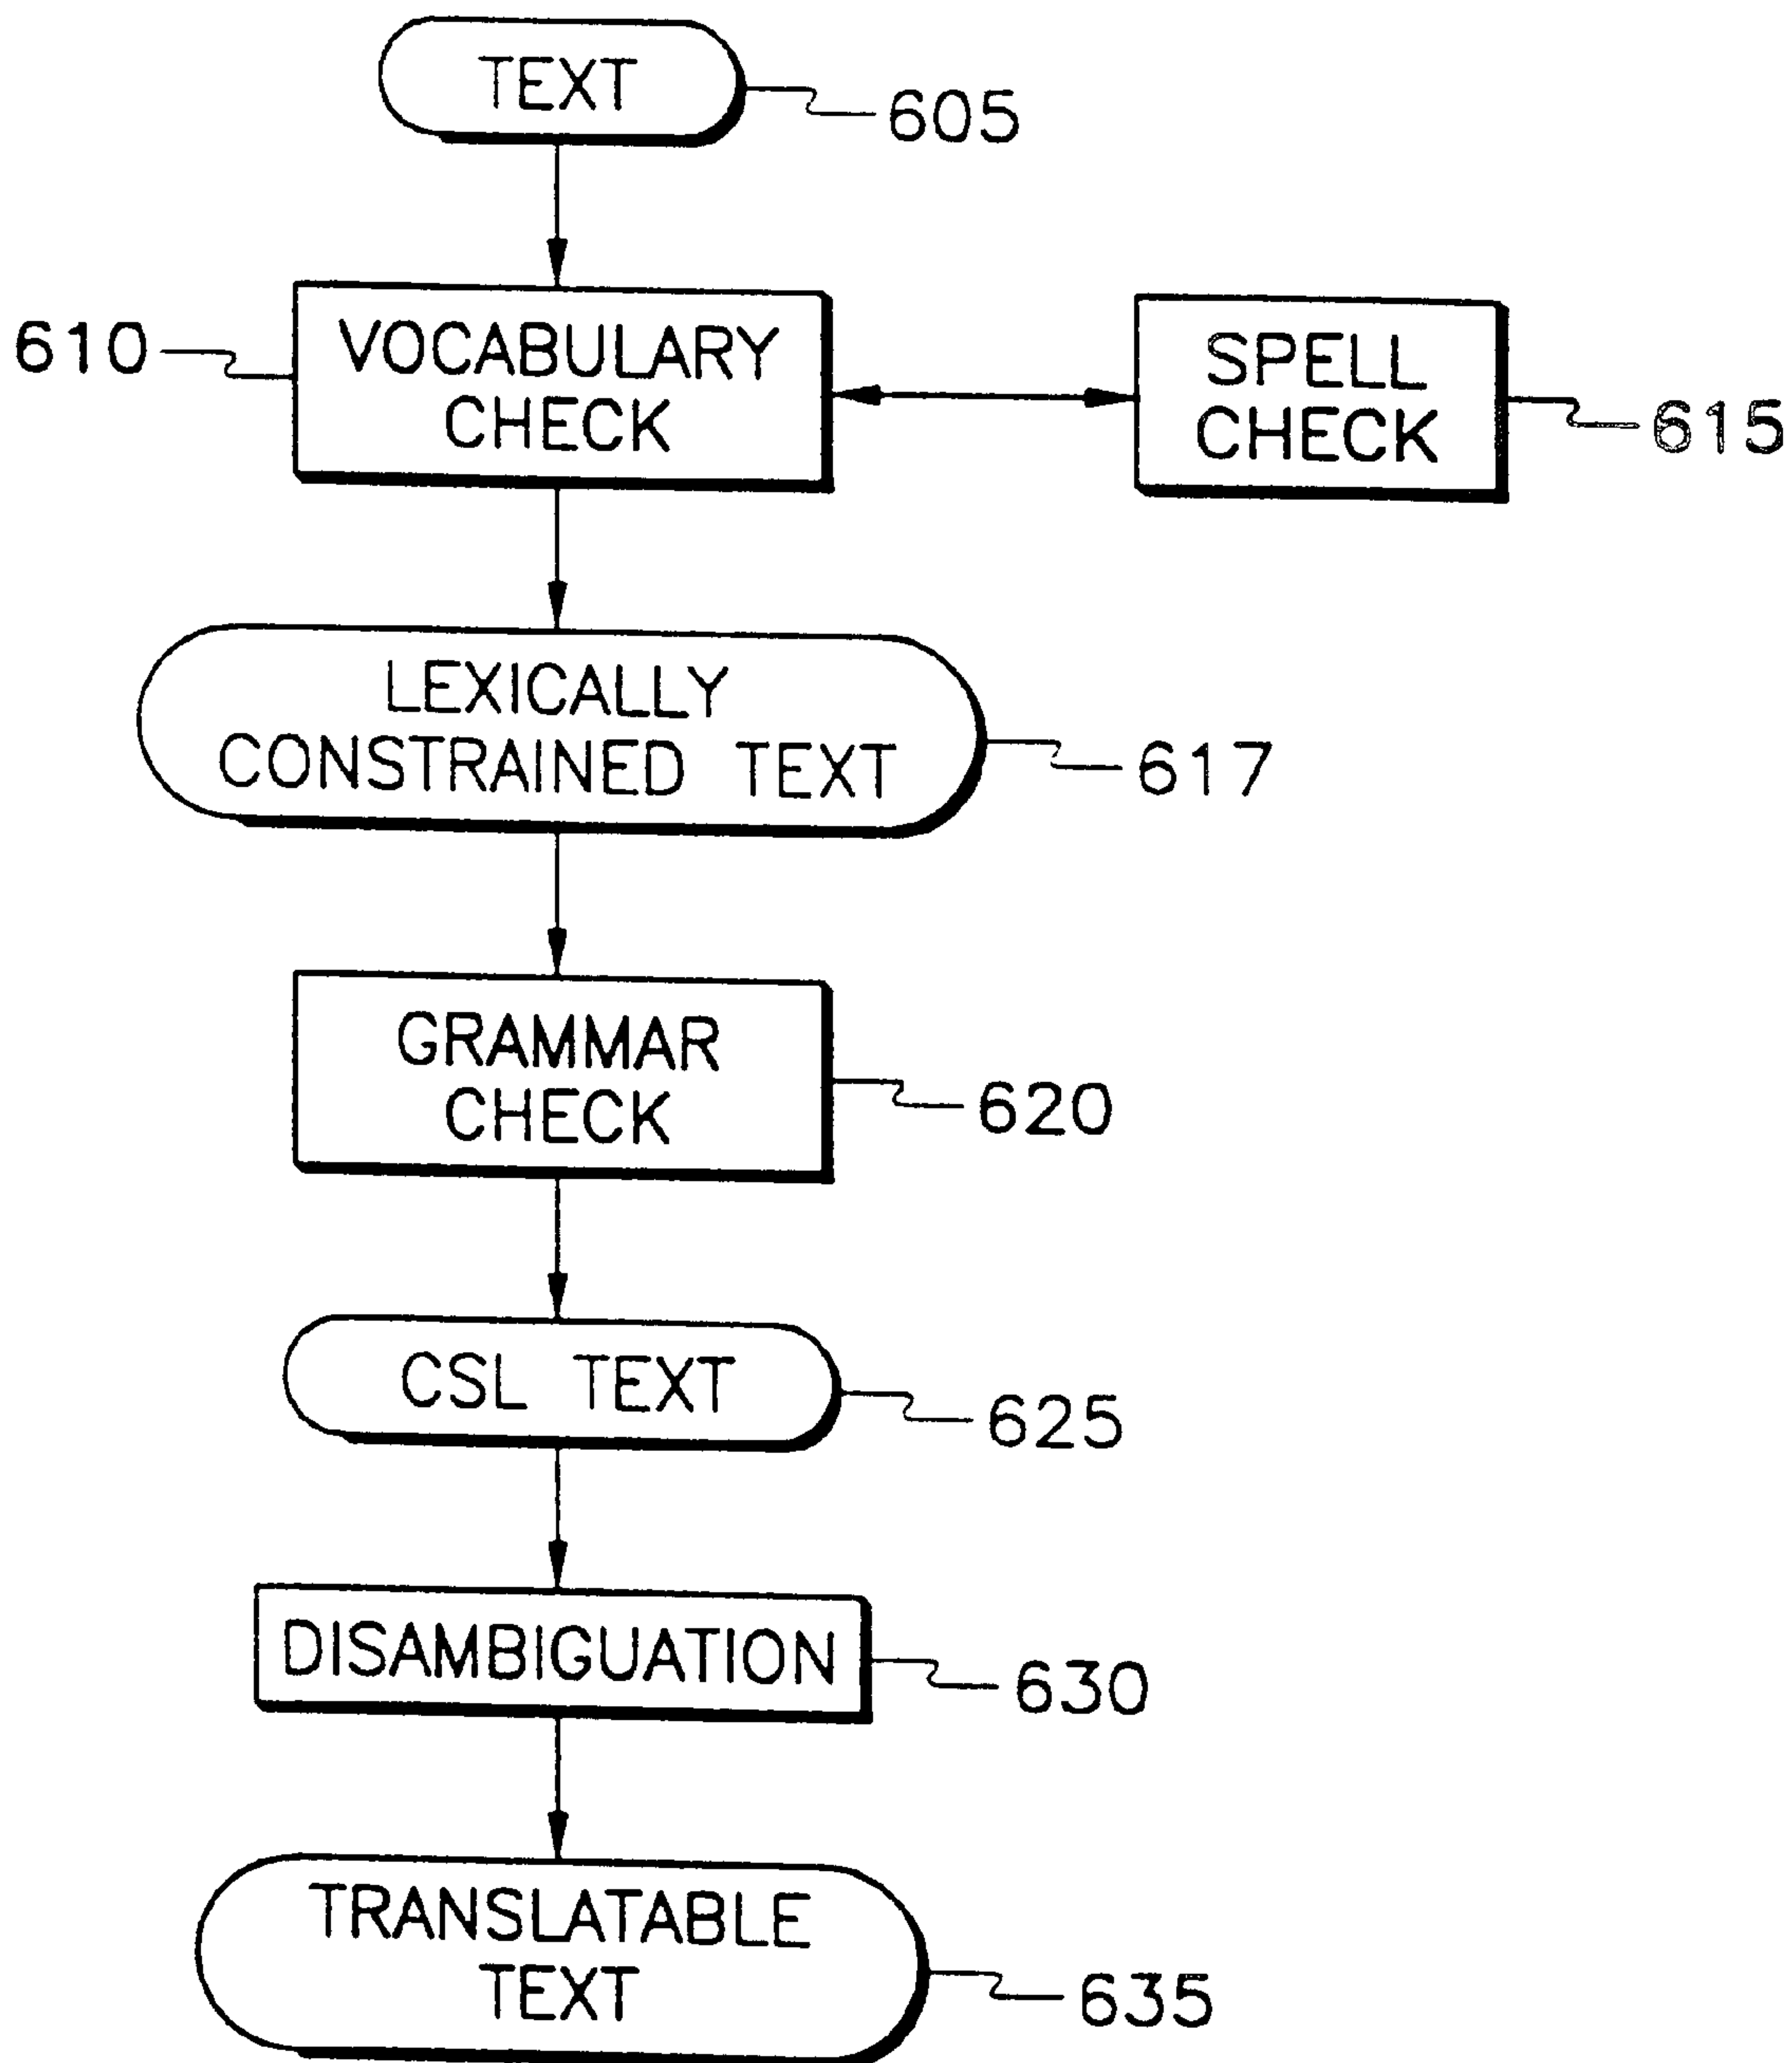 TEXT
605
610
VOCABULARY
CHECK
SPELL
CHECK
615
LEXICALLY
CONSTRAINED TEXT
617
GRAMMAR
CHECK
620
CSL TEXT
625
DISAMBIGUATION
630
TRANSLATABLE
TEXT
635